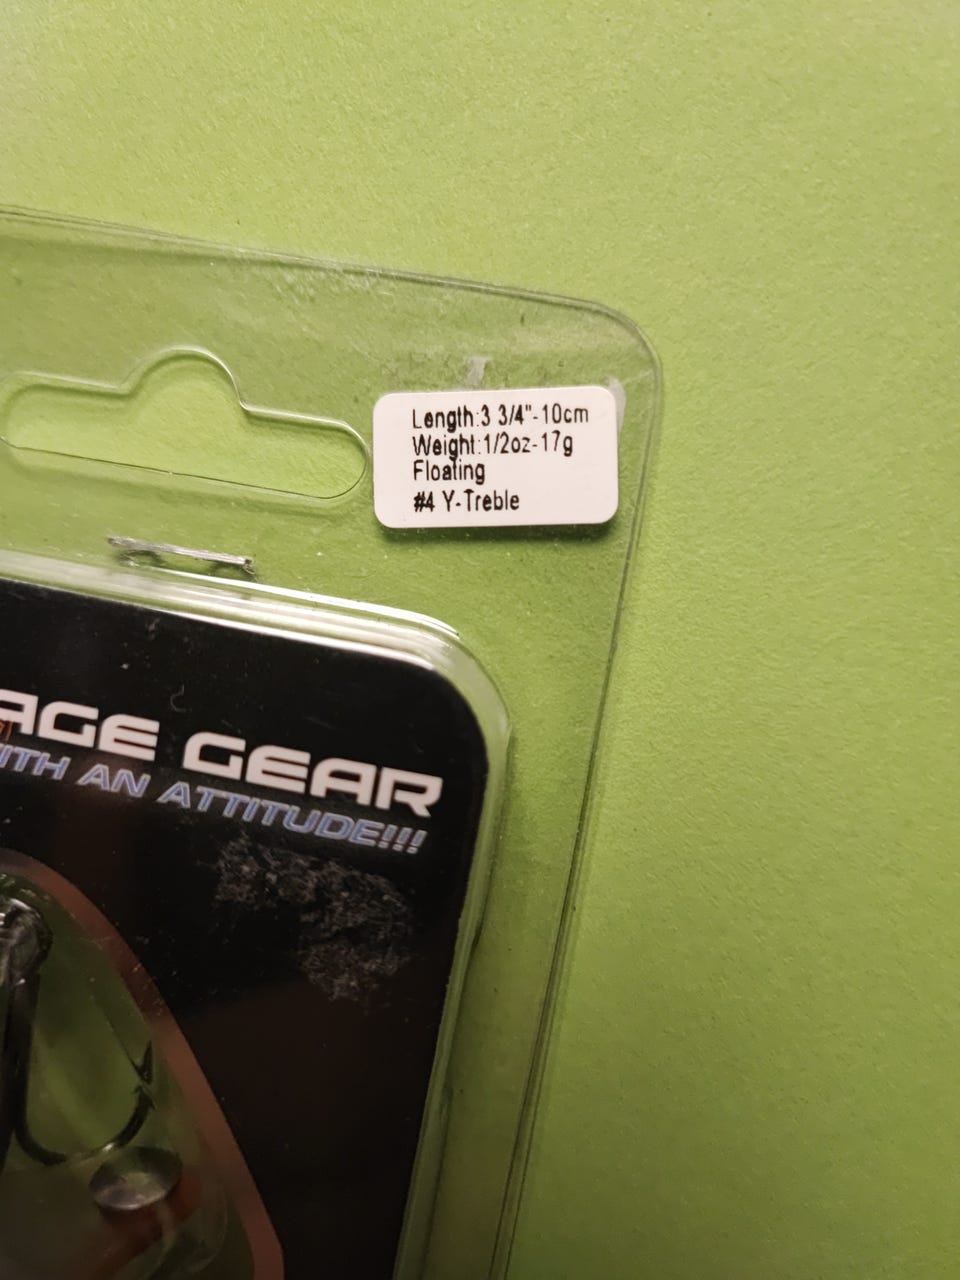 Length:3 3/4"-10cm
Weight:1/2oz-17g
Floating
#4 Y-Treble
AGE GEAR
ITH AN ATTITUDE!!!